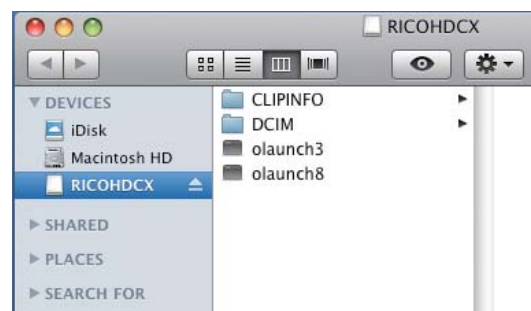 RICOHDCX
DEVICES
iDisk
Macintosh HD
RICOHDCX
SHARED
PLACES
SEARCH FOR
CLIPINFO
DCIM
olaunch3
olaunch8